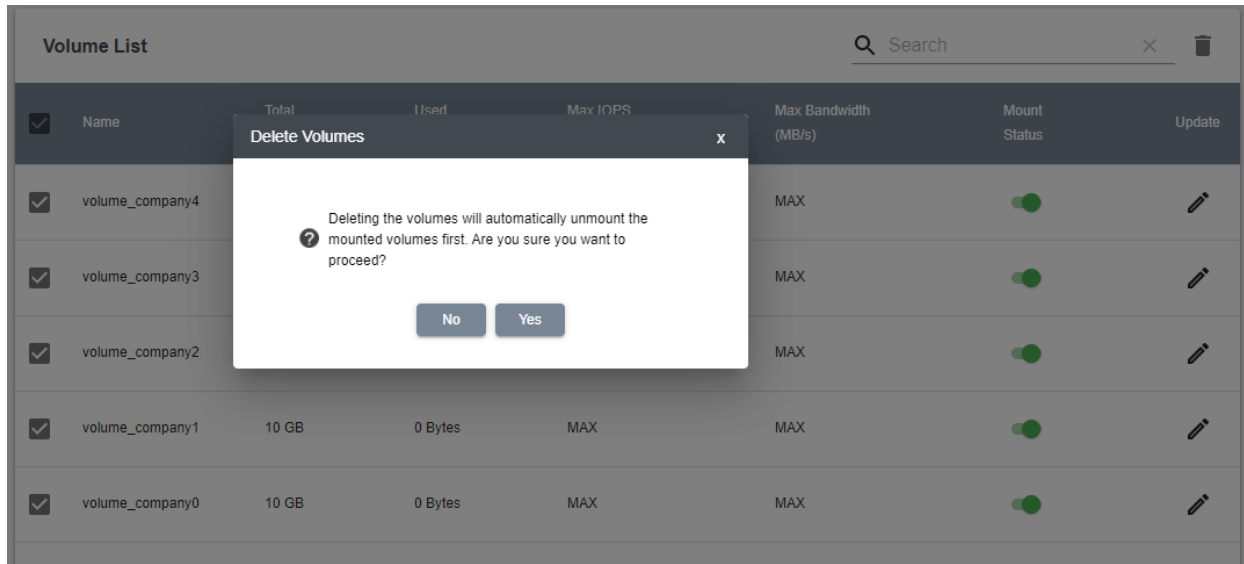 Volume List
Search
Name Total Used Max IOPS Max Bandwidth (MB/s) Mount Status Update
Delete Volumes x
Deleting the volumes will automatically unmount the
mounted volumes first. Are you sure you want to
proceed?
No Yes
volume_company4 MAX
volume_company3 MAX
volume_company2 MAX
volume_company1 10 GB 0 Bytes MAX MAX
volume_company0 10 GB 0 Bytes MAX MAX